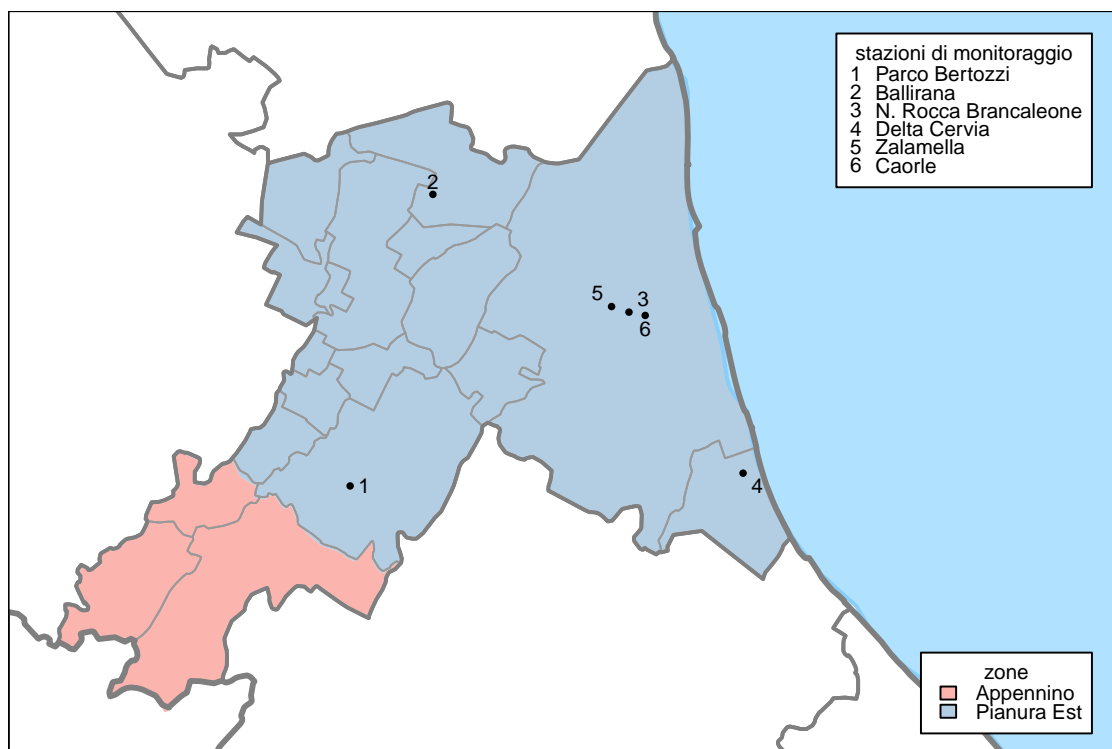 stazioni di monitoraggio
1 Parco Bertozzi
2 Ballirana
3 N. Rocca Brancaleone
4 Delta Cervia
5 Zalamella
6 Caorle
2
5
3
6
4
1
zone
Appennino
Pianura Est